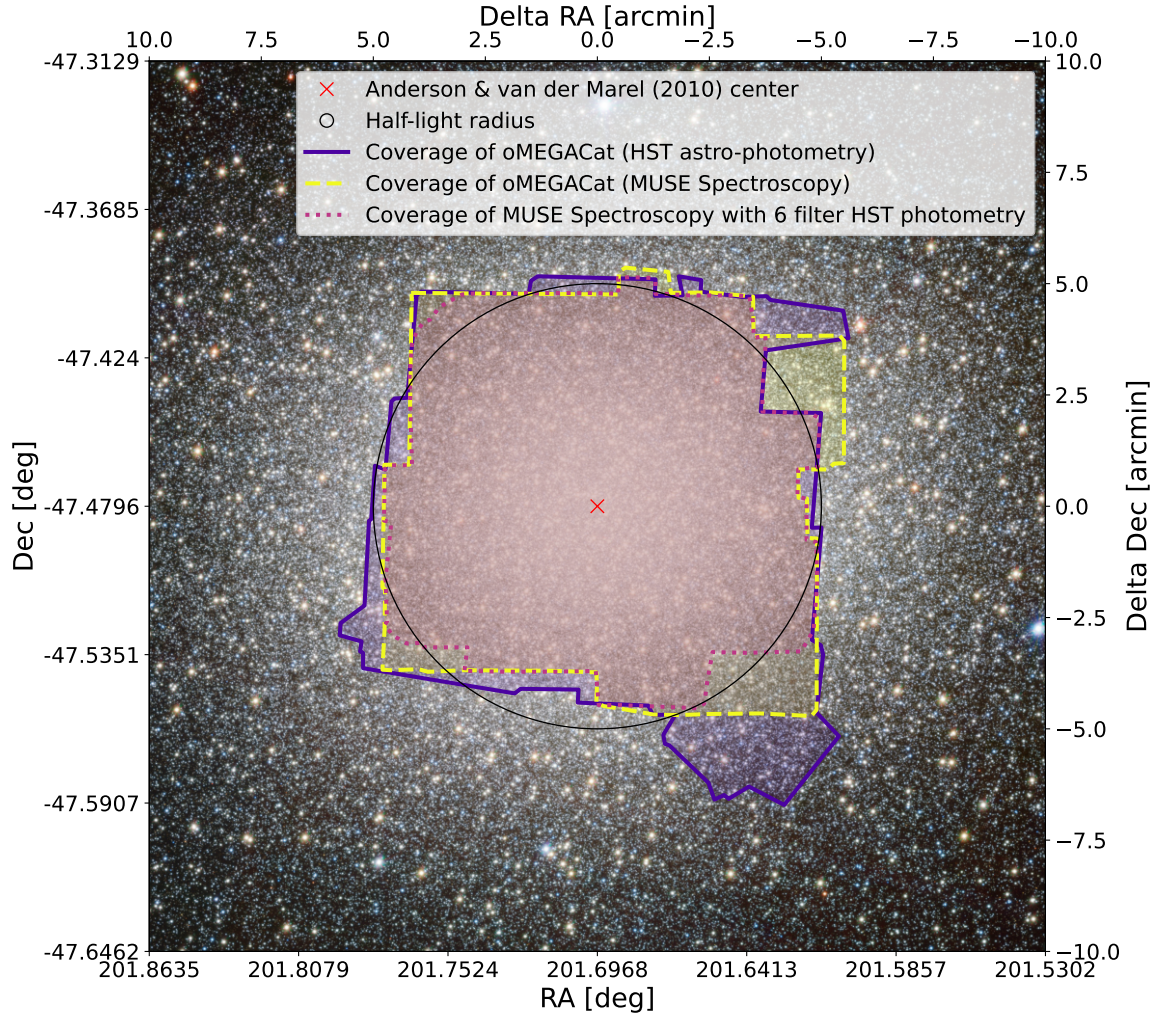 Delta RA [arcmin]
10.0 7.5 5.0 2.5 0.0 −2.5 −5.0 −7.5 −10.0
Anderson & van der Marel (2010) center
Half-light radius
Coverage of oMEGACat (HST astro-photometry)
Coverage of oMEGACat (MUSE Spectroscopy)
Coverage of MUSE Spectroscopy with 6 filter HST photometry
Dec [deg]
-47.3129
-47.3685
-47.424
-47.4796
-47.5351
-47.5907
-47.6462
10.0
7.5
5.0
2.5
0.0
−2.5
−5.0
−7.5
−10.0
Delta Dec [arcmin]
201.8635 201.8079 201.7524 201.6968 201.6413 201.5857 201.5302
RA [deg]